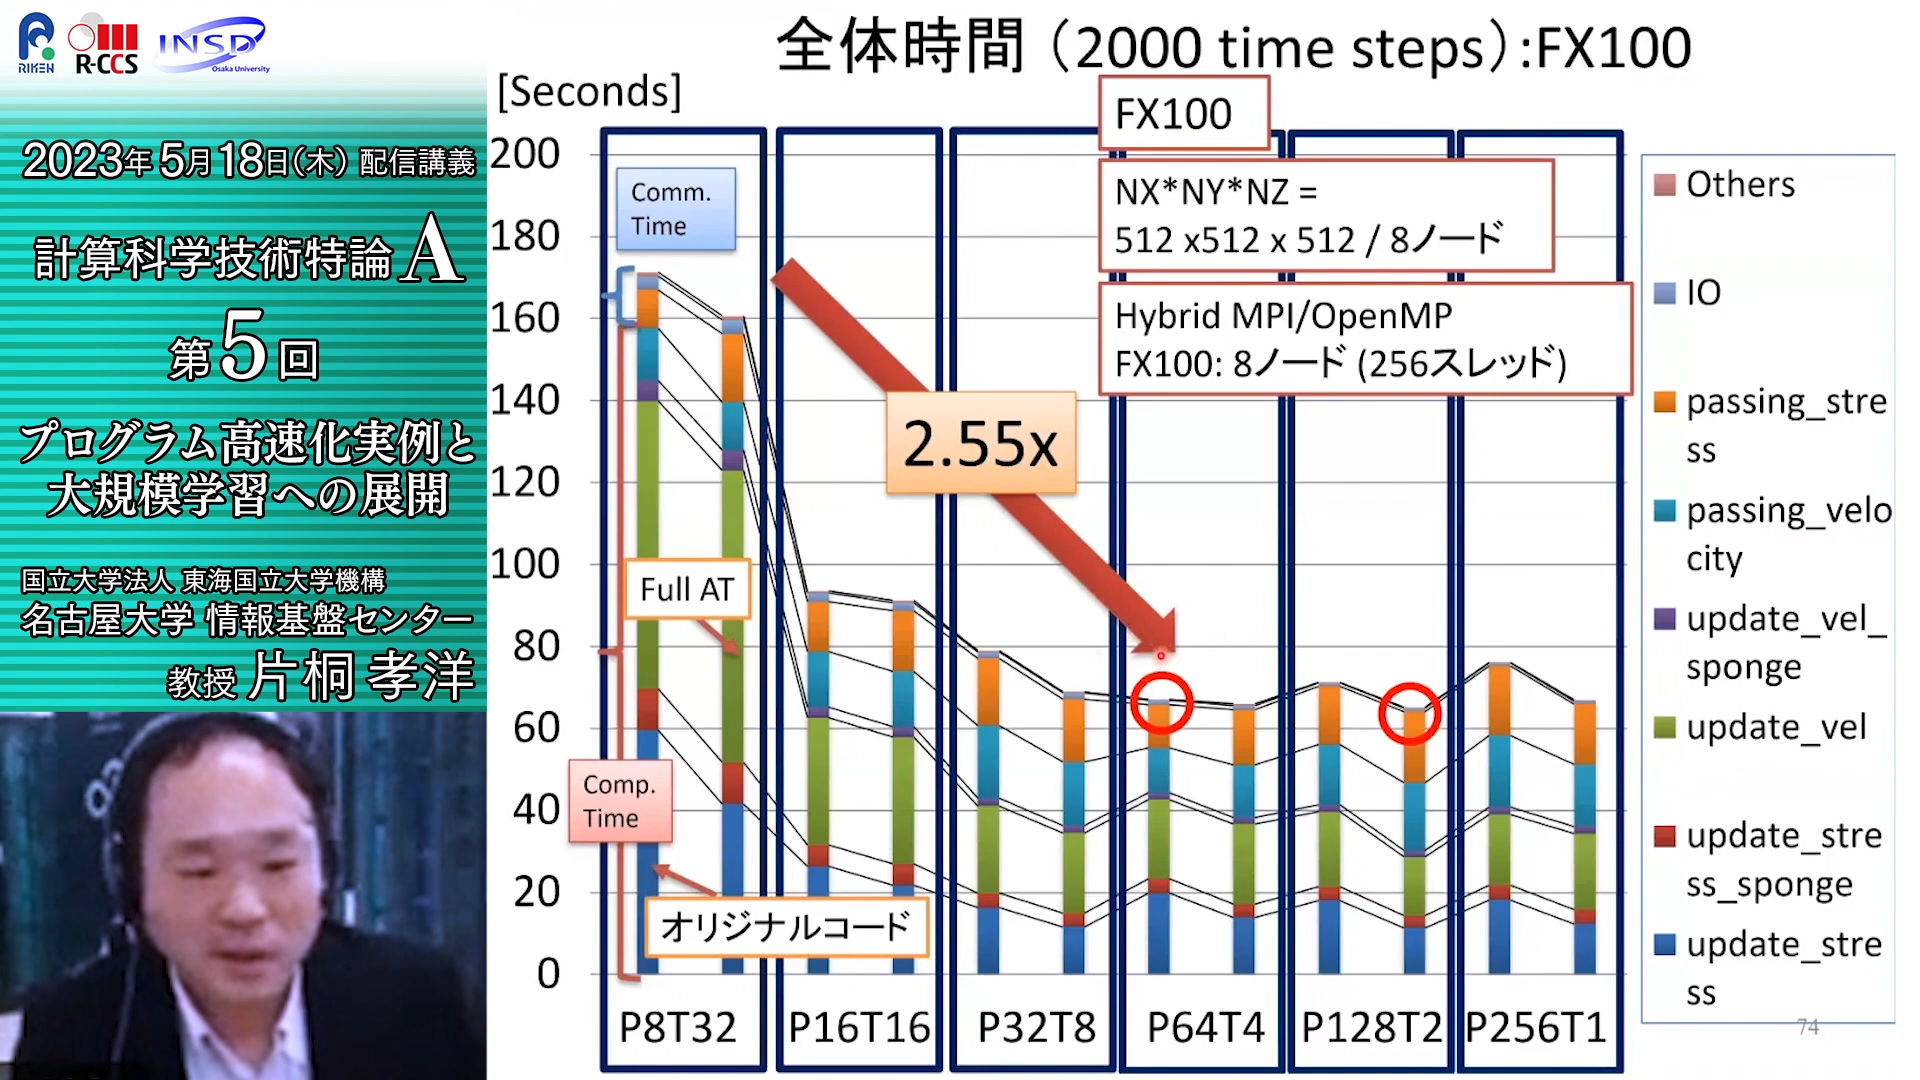 RIKEN
R-CCS
INSD
Osaka University
2023年5月18日(木) 配信講義
計算科学技術特論 A
第5回
プログラム高速化実例と
大規模学習への展開
国立大学法人 東海国立大学機構
名古屋大学 情報基盤センター
教授 片桐 孝洋
全体時間(2000 time steps):FX100
[Seconds]
200
180
160
140
120
100
80
60
40
20
0
Comm.
Time
Full AT
Comp.
Time
オリジナルコード
2.55x
FX100
NX*NY*NZ =
512 x512 x 512 / 8ノード
Hybrid MPI/OpenMP
FX100: 8ノード (256スレッド)
P8T32
P16T16
P32T8
P64T4
P128T2
P256T1
Others
IO
passing_stre
ss
passing_velo
city
update_vel_
sponge
update_vel
update_stre
ss_sponge
update_stre
ss
74